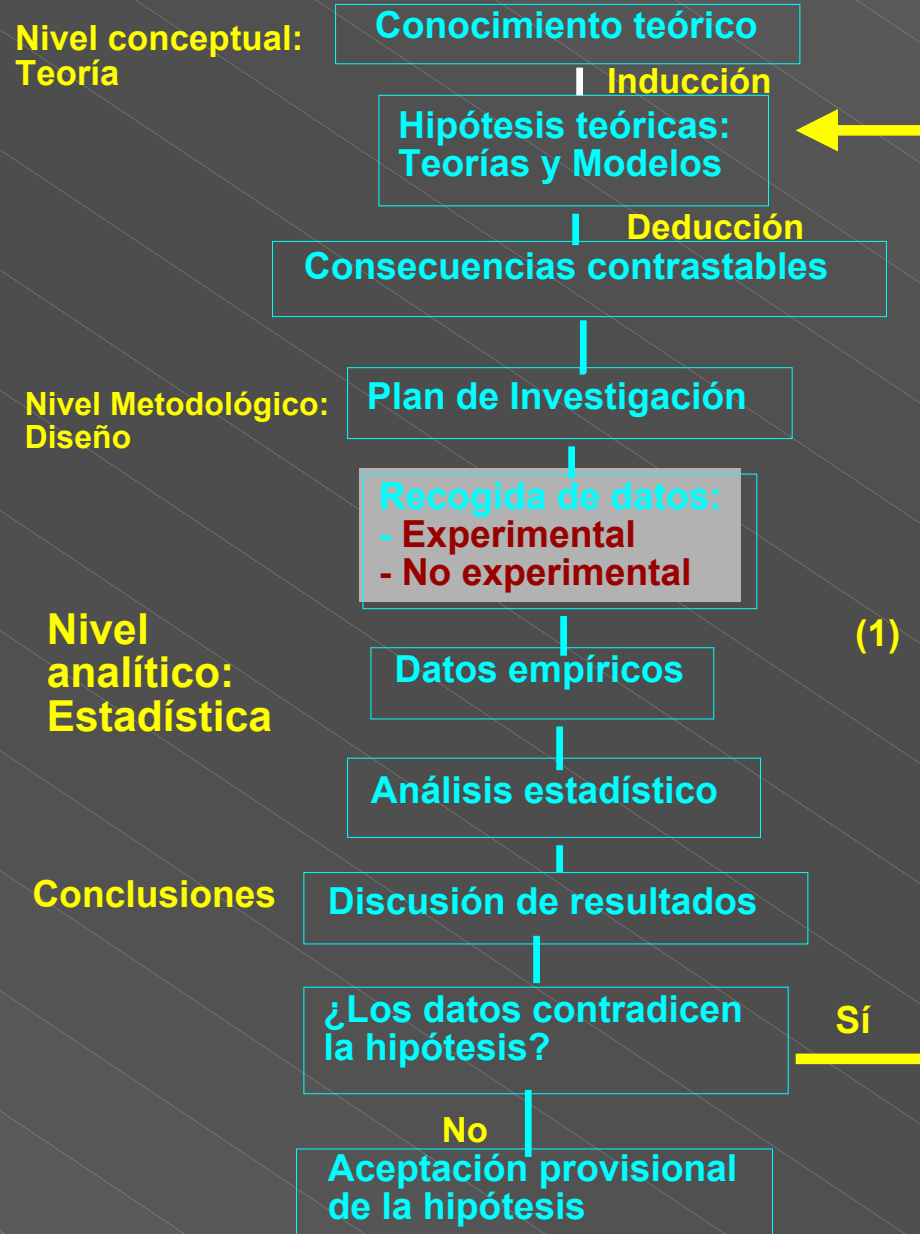 Nivel conceptual:
Teoría
Conocimiento teórico
Inducción
Hipótesis teóricas:
Teorías y Modelos
Deducción
Consecuencias contrastables
Nivel Metodológico:
Diseño
Plan de Investigación
Recogida de datos:
- Experimental
- No experimental
Nivel
analítico:
Estadística
(1)
Datos empíricos
Análisis estadístico
Conclusiones
Discusión de resultados
¿Los datos contradicen
la hipótesis?
Sí
No
Aceptación provisional
de la hipótesis